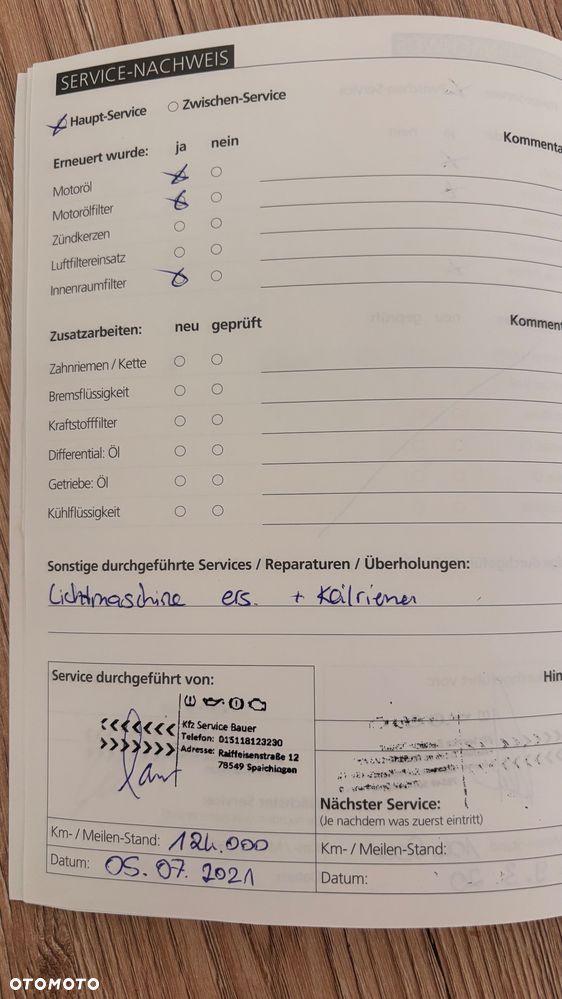 SERVICE-NACHWEIS
Haupt-Service Zwischen-Service
Erneuert wurde: ja nein Kommenta
Motoröl
Motorölfilter
Zündkerzen
Luftfiltereinsatz
Innenraumfilter
Zusatzarbeiten: neu geprüft Komment
Zahnriemen / Kette
Bremsflüssigkeit
Kraftstofffilter
Differential: Öl
Getriebe: Öl
Kühlflüssigkeit
Sonstige durchgeführte Services / Reparaturen / Überholungen:
Lichtmaschine ers. + Keilriemen
Service durchgeführt von: Hin
Kfz Service Bauer
Telefon: 015118123230
Adresse: Raiffeisenstraße 12
78549 Spaichingen
Nächster Service:
(Je nachdem was zuerst eintritt)
Km- / Meilen-Stand: 124.000 Km- / Meilen-Stand:
Datum: 05.07.2021 Datum:
OTOMOTO